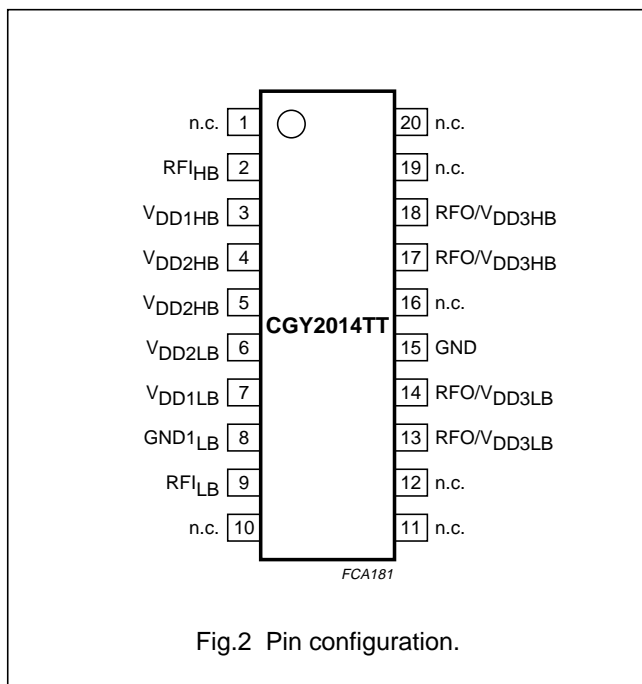 n.c. 1 20 n.c.
RFIHB 2 19 n.c.
VDD1HB 3 18 RFO/VDD3HB
VDD2HB 4 17 RFO/VDD3HB
VDD2HB 5 16 n.c.
CGY2014TT
VDD2LB 6 15 GND
VDD1LB 7 14 RFO/VDD3LB
GND1LB 8 13 RFO/VDD3LB
RFILB 9 12 n.c.
n.c. 10 11 n.c.
FCA181
Fig.2 Pin configuration.